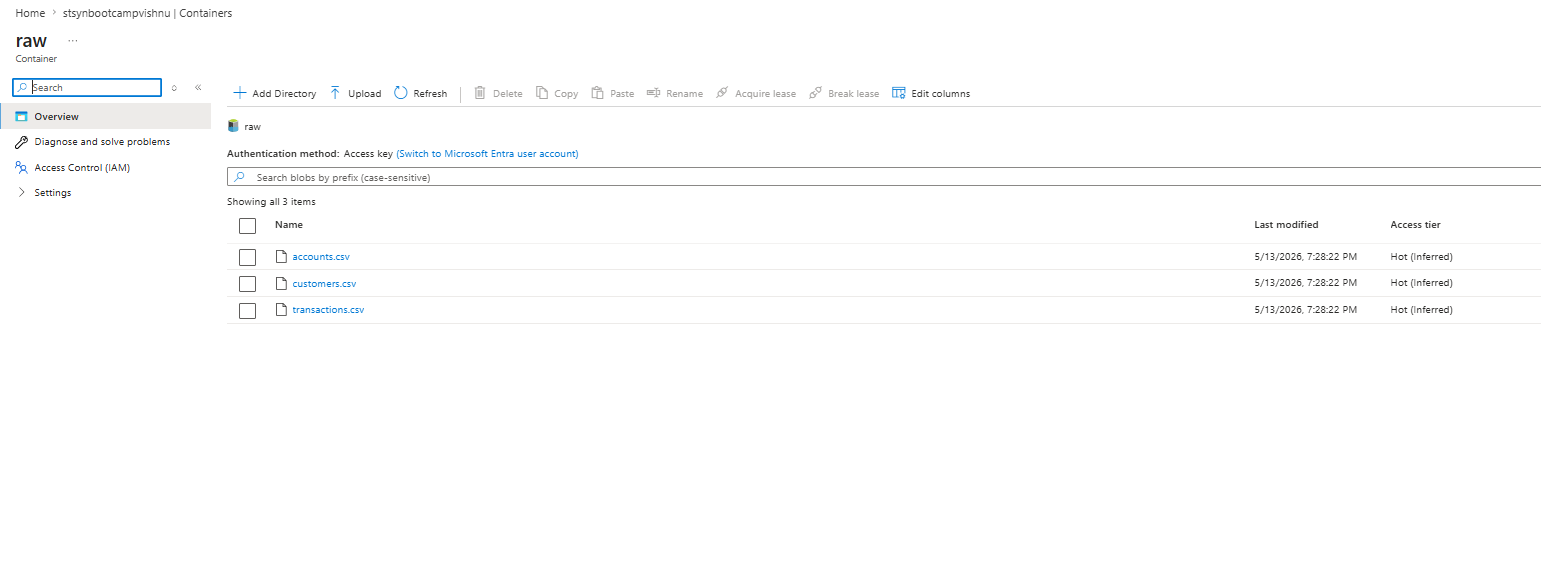 Home > stsynbootcampvishnu | Containers
raw ...
Container
Search
Overview
Diagnose and solve problems
Access Control (IAM)
Settings
Add Directory Upload Refresh Delete Copy Paste Rename Acquire lease Break lease Edit columns
raw
Authentication method: Access key (Switch to Microsoft Entra user account)
Search blobs by prefix (case-sensitive)
Showing all 3 items
Name Last modified Access tier
accounts.csv 5/13/2026, 7:28:22 PM Hot (Inferred)
customers.csv 5/13/2026, 7:28:22 PM Hot (Inferred)
transactions.csv 5/13/2026, 7:28:22 PM Hot (Inferred)